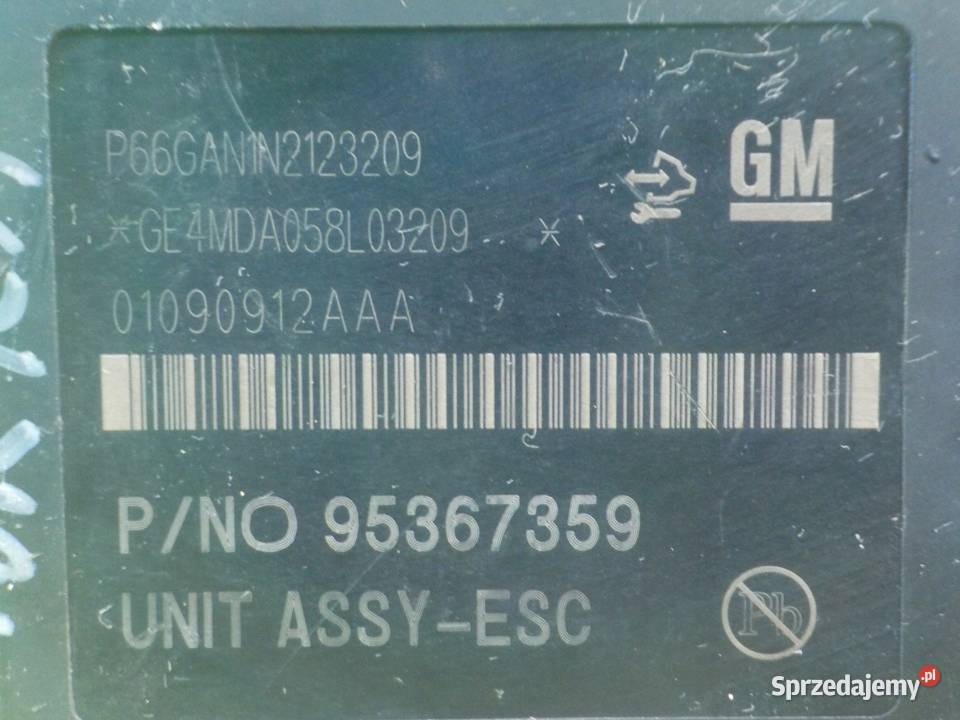 P66GAN1N2123209
*GE4MDA058L03209 *
01090912AAA
GM
P/NO 95367359
UNIT ASSY-ESC
Pb
Sprzedajemy.pl